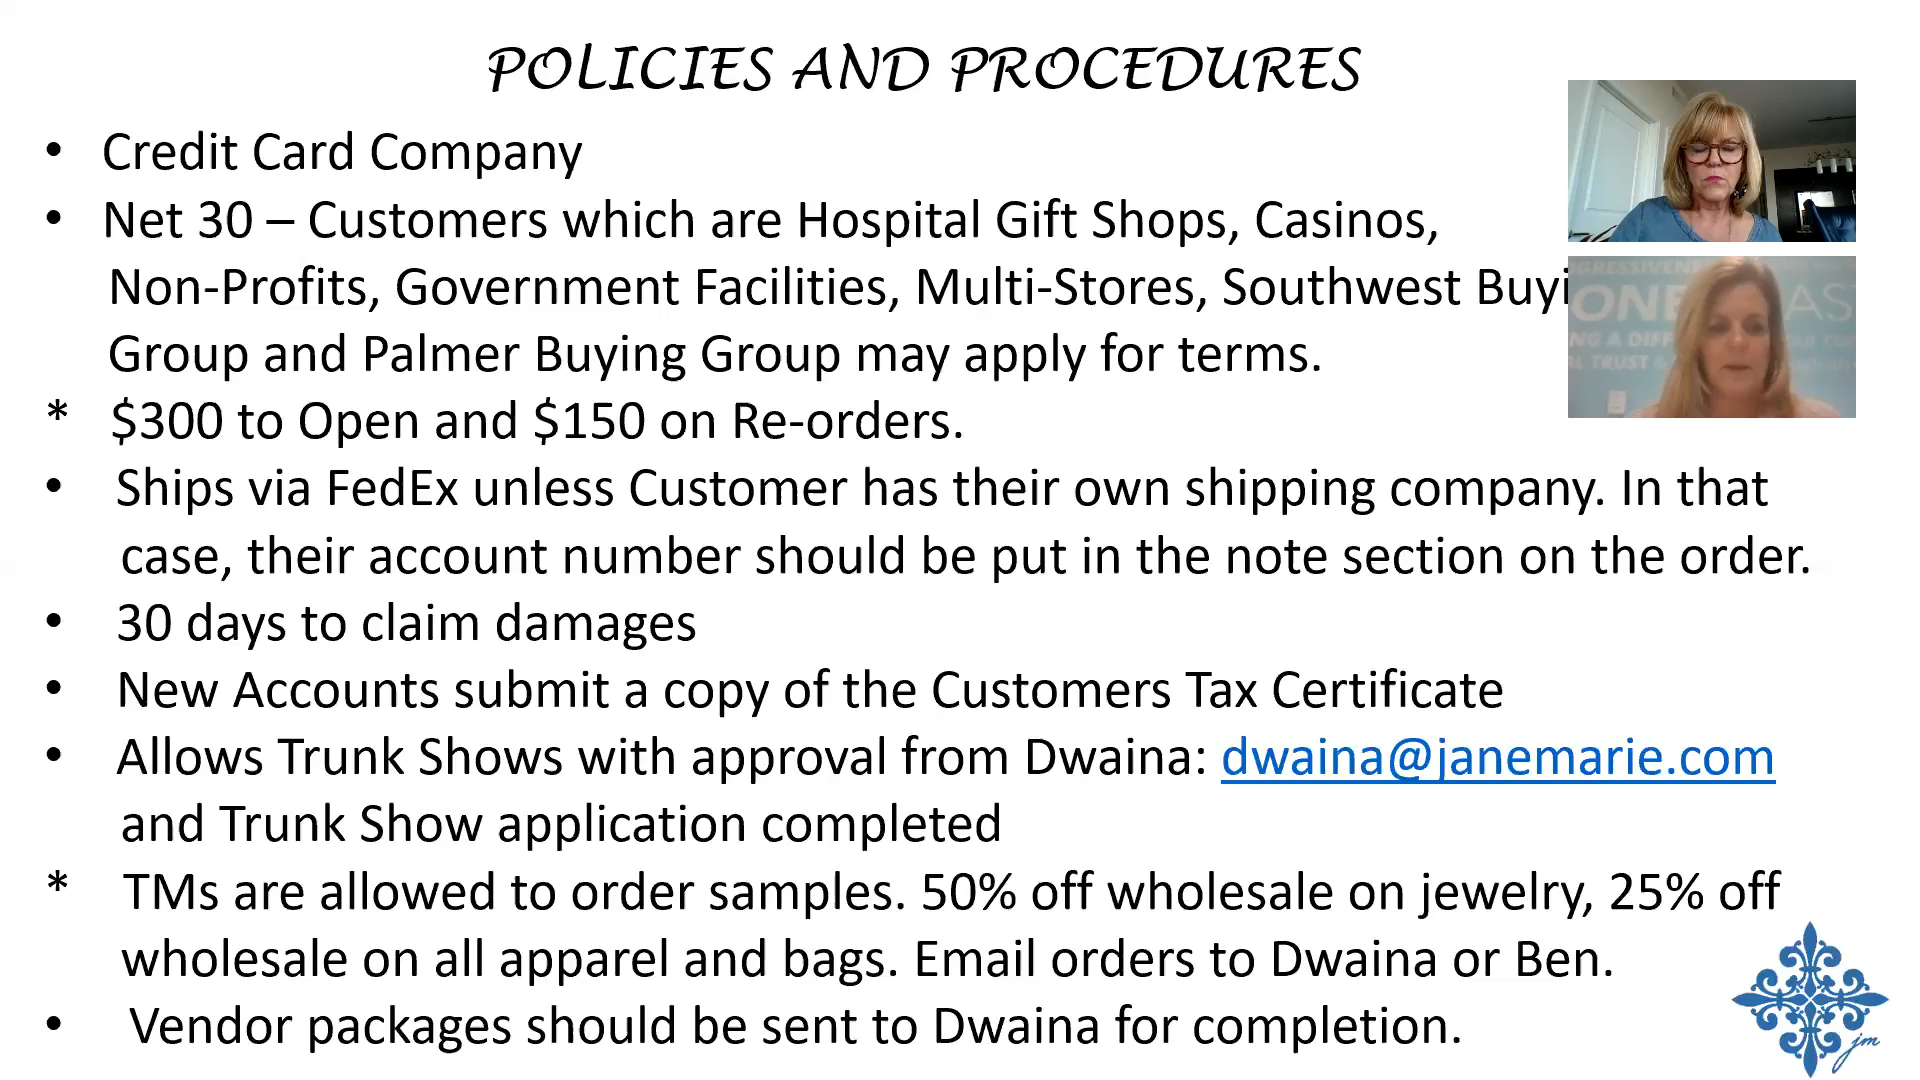 POLICIES AND PROCEDURES
• Credit Card Company
• Net 30 – Customers which are Hospital Gift Shops, Casinos,
Non-Profits, Government Facilities, Multi-Stores, Southwest Buyi
Group and Palmer Buying Group may apply for terms.
* $300 to Open and $150 on Re-orders.
• Ships via FedEx unless Customer has their own shipping company. In that
case, their account number should be put in the note section on the order.
• 30 days to claim damages
• New Accounts submit a copy of the Customers Tax Certificate
• Allows Trunk Shows with approval from Dwaina: dwaina@janemarie.com
and Trunk Show application completed
* TMs are allowed to order samples. 50% off wholesale on jewelry, 25% off
wholesale on all apparel and bags. Email orders to Dwaina or Ben.
• Vendor packages should be sent to Dwaina for completion.
jm
ONE
TRUST